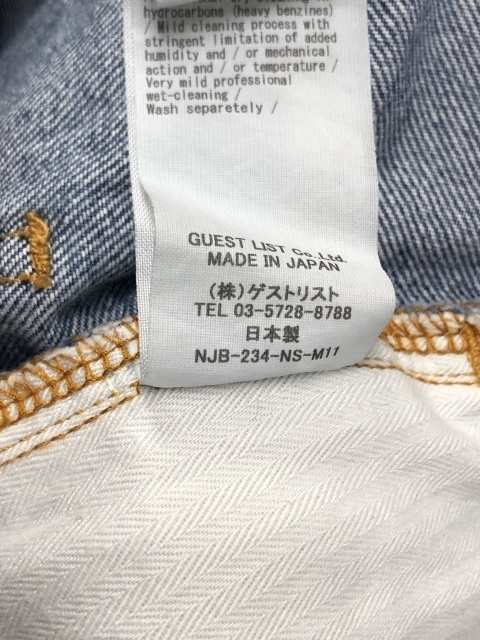 hydrocarbons (heavy benzines)
/ Mild cleaning process with
stringent limitation of added
humidity and / or mechanical
action and / or temperature /
Very mild professional
wet-cleaning /
Wash separetely /
GUEST LIST Co.,Ltd.
MADE IN JAPAN
(株)ゲストリスト
TEL 03-5728-8788
日本製
NJB-234-NS-M11